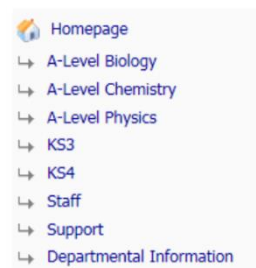 Homepage
A-Level Biology
A-Level Chemistry
A-Level Physics
KS3
KS4
Staff
Support
Departmental Information